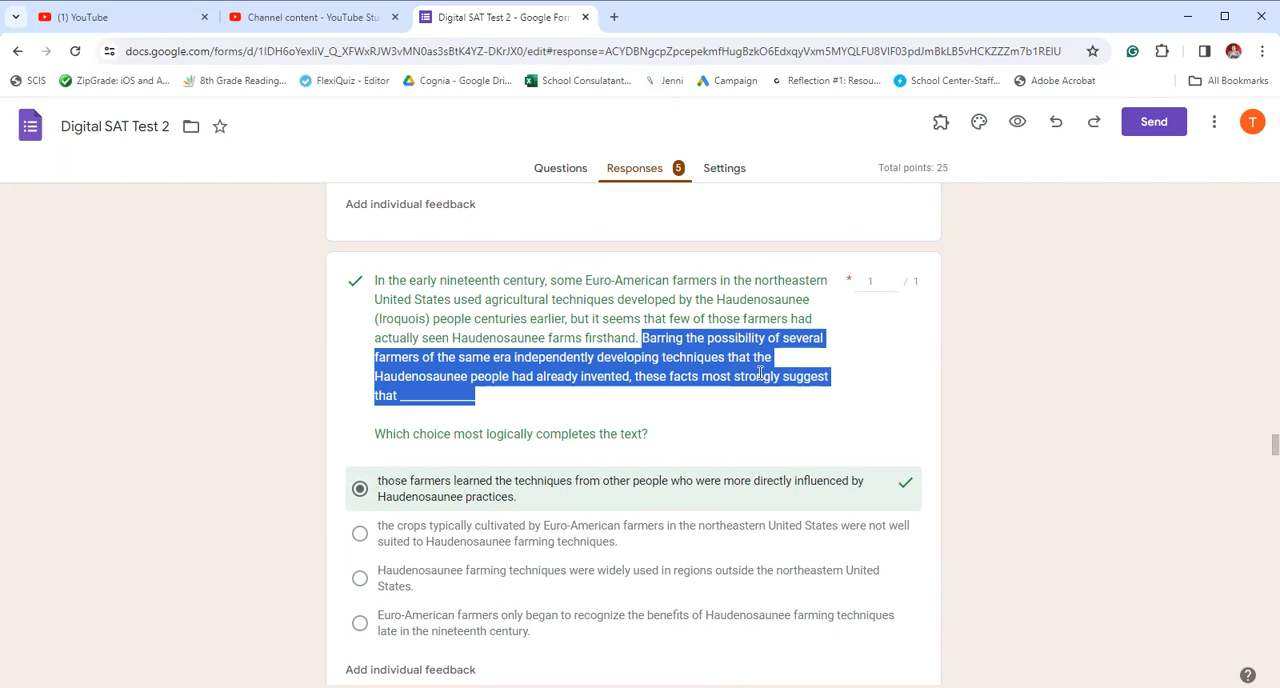 (1) YouTube
Channel content - YouTube Stu
Digital SAT Test 2 - Google Form
docs.google.com/forms/d/1IDH6oYexliV_Q_XFWxRJW3vMN0as3sBtK4YZ-DKrJX0/edit#response=ACYDBNgcpZpcepekmfHugBzkO6EdxqyVxm5MYQLFU8VIF03pdJmBkLB5vHCKZZZm7b1REIU
SCIS
ZipGrade: iOS and A...
8th Grade Reading...
FlexiQuiz - Editor
Cognia - Google Dri...
School Consulatant...
Jenni
Campaign
Reflection #1: Resou...
School Center-Staff...
Adobe Acrobat
All Bookmarks
Digital SAT Test 2
Send
T
Questions
Responses
5
Settings
Total points: 25
Add individual feedback
In the early nineteenth century, some Euro-American farmers in the northeastern
* 1 / 1
United States used agricultural techniques developed by the Haudenosaunee
(Iroquois) people centuries earlier, but it seems that few of those farmers had
actually seen Haudenosaunee farms firsthand. Barring the possibility of several
farmers of the same era independently developing techniques that the
Haudenosaunee people had already invented, these facts most strongly suggest
that _____________
Which choice most logically completes the text?
those farmers learned the techniques from other people who were more directly influenced by
Haudenosaunee practices.
the crops typically cultivated by Euro-American farmers in the northeastern United States were not well
suited to Haudenosaunee farming techniques.
Haudenosaunee farming techniques were widely used in regions outside the northeastern United
States.
Euro-American farmers only began to recognize the benefits of Haudenosaunee farming techniques
late in the nineteenth century.
Add individual feedback